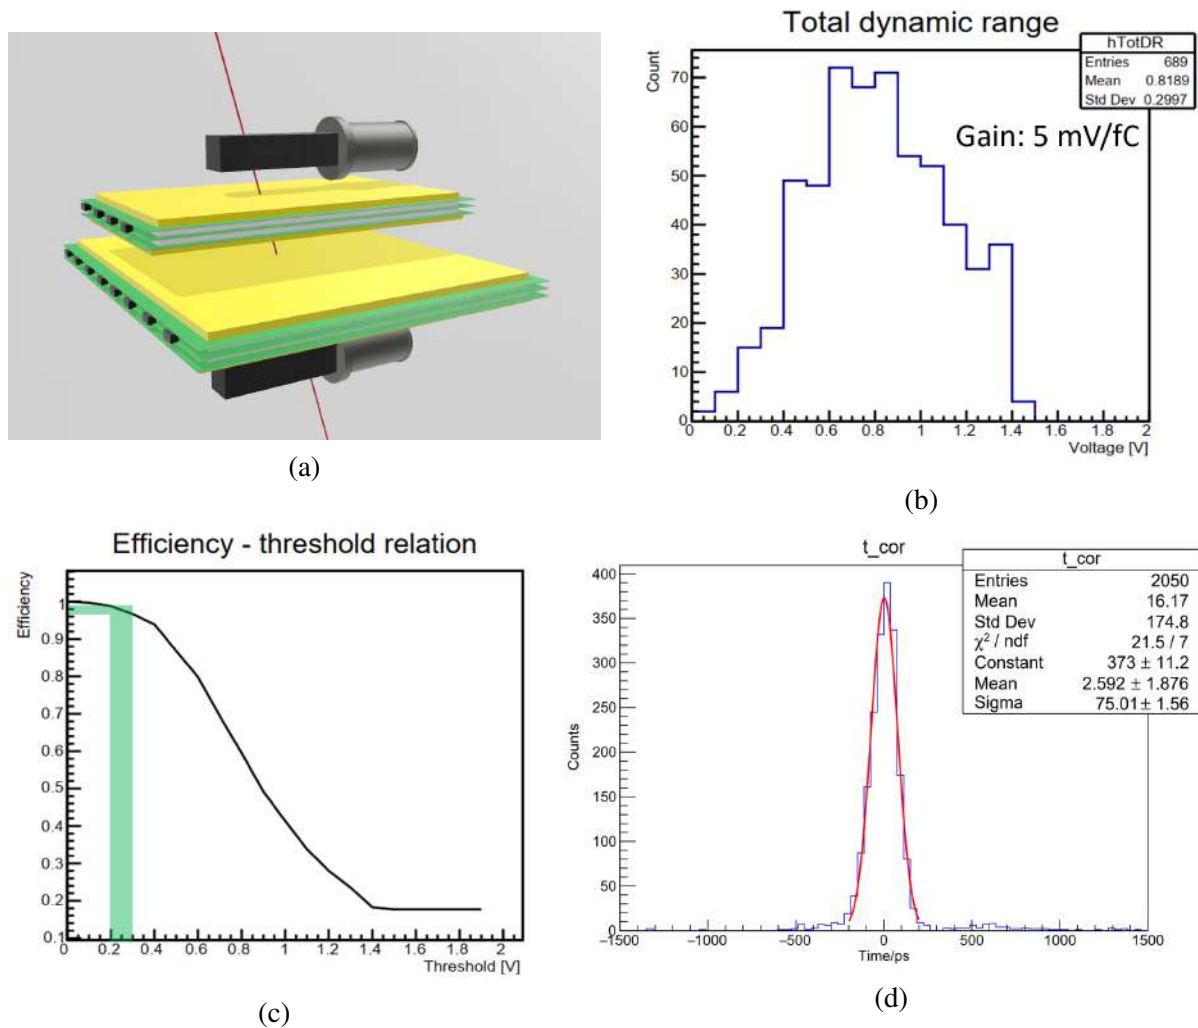 Total dynamic range
hTotDR
Entries 689
Mean 0.8189
Std Dev 0.2997
Gain: 5 mV/fC
Count
70
60
50
40
30
20
10
0
0 0.2 0.4 0.6 0.8 1 1.2 1.4 1.6 1.8 2
Voltage [V]
(a)
(b)
Efficiency - threshold relation
Efficiency
1
0.9
0.8
0.7
0.6
0.5
0.4
0.3
0.2
0.1
0 0.2 0.4 0.6 0.8 1 1.2 1.4 1.6 1.8 2
Threshold [V]
(c)
t_cor
t_cor
Entries 2050
Mean 16.17
Std Dev 174.8
χ² / ndf 21.5 / 7
Constant 373 ± 11.2
Mean 2.592 ± 1.876
Sigma 75.01 ± 1.56
Counts
400
350
300
250
200
150
100
50
0
−1500 −1000 −500 0 500 1000 1500
Time/ps
(d)